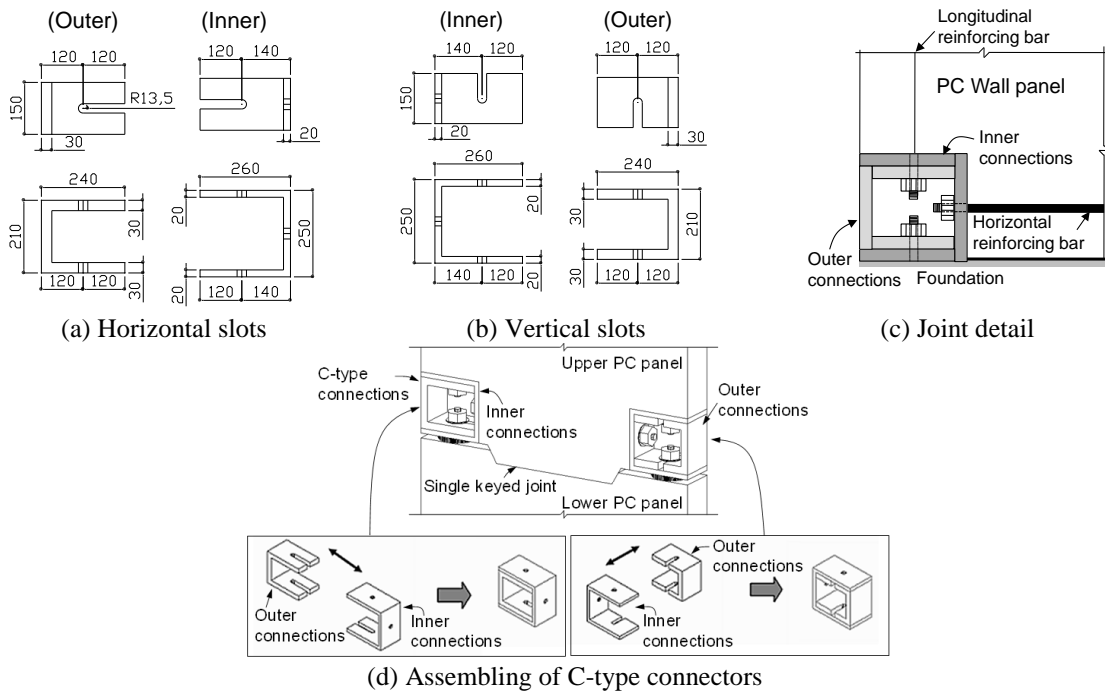 (Outer)
(Inner)
120 120
120 140
150
R13,5
30
20
240
210
30
30
120 120
260
20
250
20
120 140
(a) Horizontal slots
(Inner)
(Outer)
140 120
120 120
150
20
30
260
20
250
20
140 120
240
30
210
30
120 120
(b) Vertical slots
Longitudinal
reinforcing bar
PC Wall panel
Inner
connections
Horizontal
reinforcing bar
Outer
connections
Foundation
(c) Joint detail
Upper PC panel
C-type
connections
Inner
connections
Outer
connections
Single keyed joint
Lower PC panel
Outer
connections
Inner
connections
Outer
connections
Inner
connections
(d) Assembling of C-type connectors